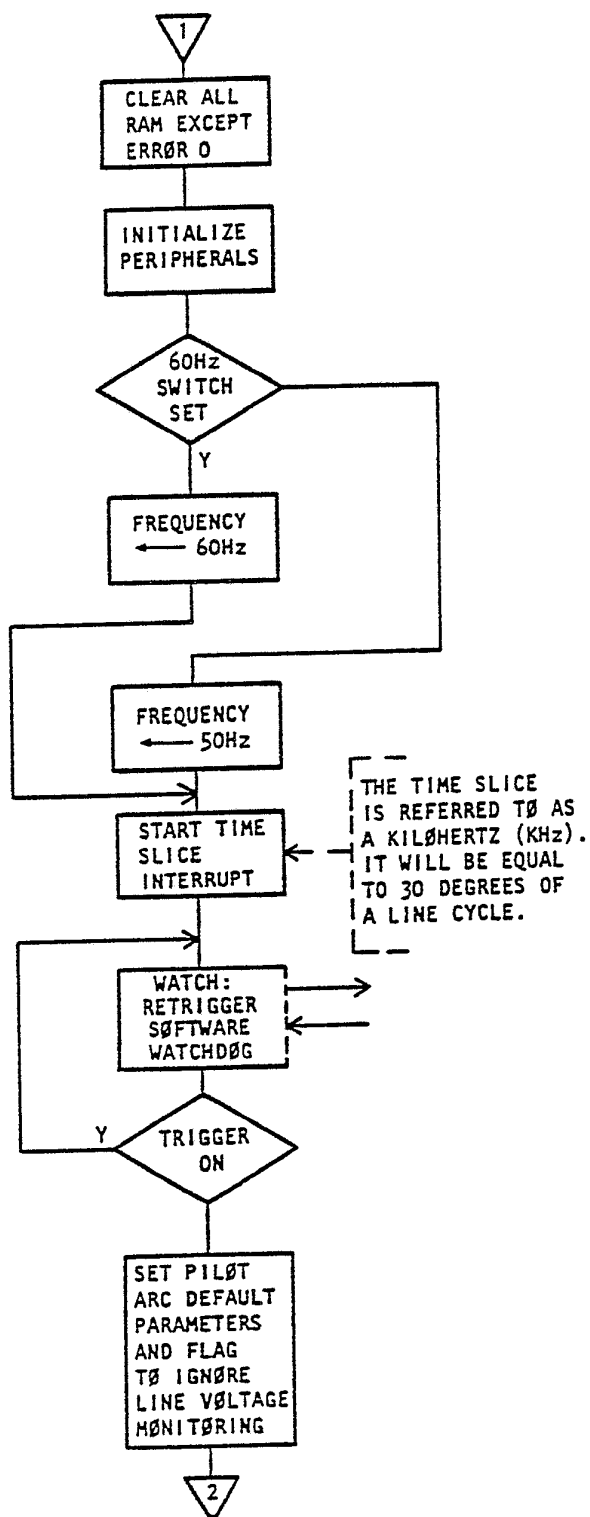 1
CLEAR ALL
RAM EXCEPT
ERRØR 0
INITIALIZE
PERIPHERALS
60Hz
SWITCH
SET
Y
FREQUENCY
← 60Hz
FREQUENCY
← 50Hz
START TIME
SLICE
INTERRUPT
THE TIME SLICE
IS REFERRED TØ AS
A KILØHERTZ (KHz).
IT WILL BE EQUAL
TO 30 DEGREES OF
A LINE CYCLE.
WATCH:
RETRIGGER
SØFTWARE
WATCHDØG
Y
TRIGGER
ON
SET PILØT
ARC DEFAULT
PARAMETERS
AND FLAG
TØ IGNØRE
LINE VØLTAGE
MØNITØRING
2